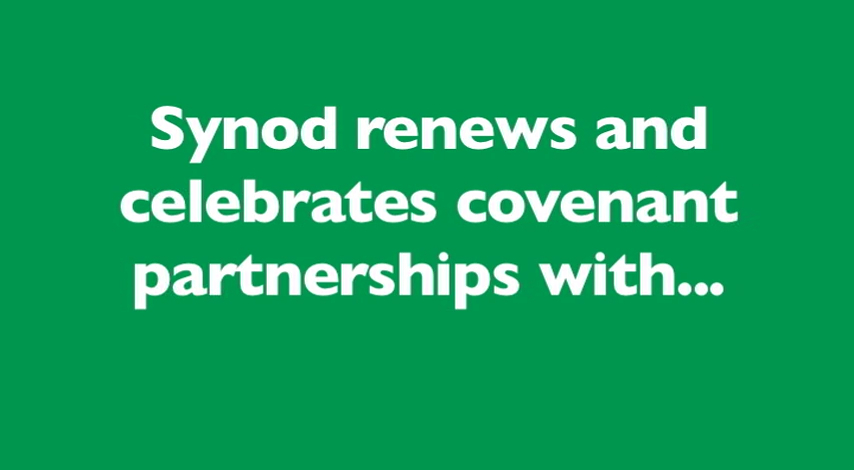 Synod renews and
celebrates covenant
partnerships with...